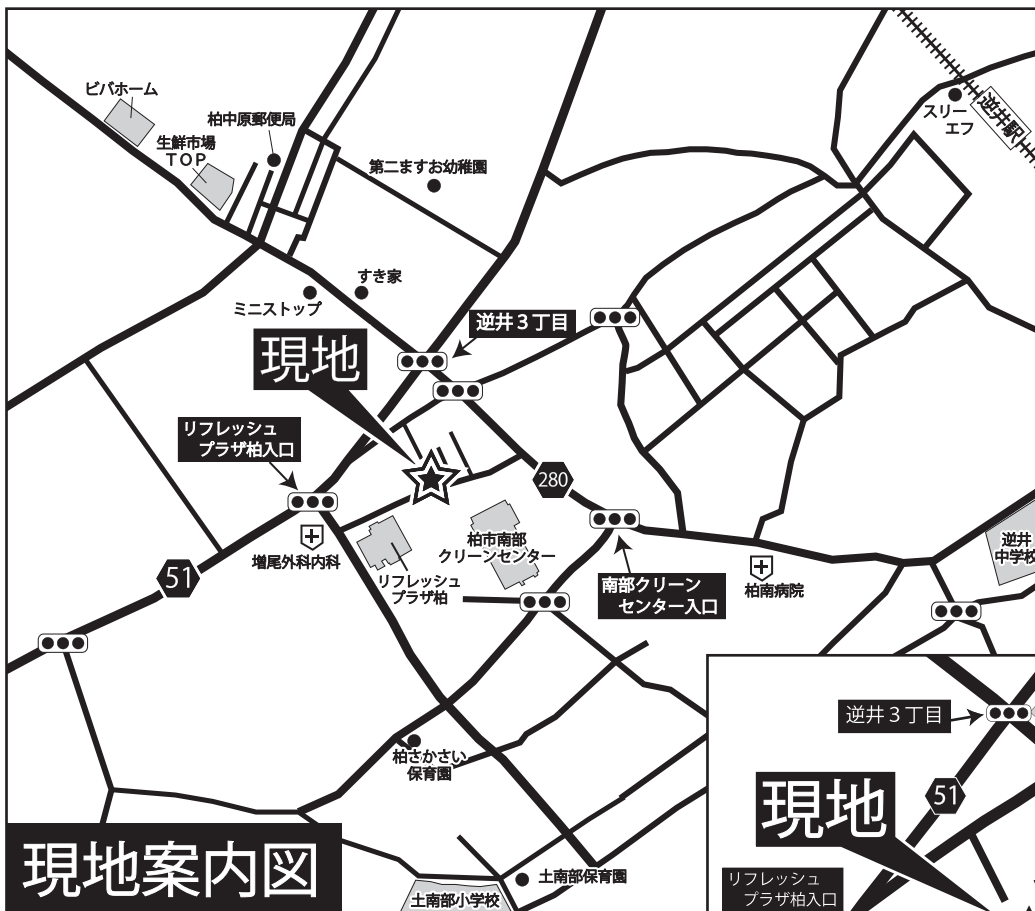 ビバホーム
柏中原郵便局
生鮮市場
TOP
第二ますお幼稚園
スリー
エフ
逆井駅
すき家
ミニストップ
逆井3丁目
現地
リフレッシュ
プラザ柏入口
280
増尾外科内科
柏市南部
クリーンセンター
リフレッシュ
プラザ柏
51
南部クリーン
センター入口
柏南病院
逆井
中学校
柏さかさい
保育園
土南部保育園
土南部小学校
現地案内図
逆井3丁目
51
現地
リフレッシュ
プラザ柏入口